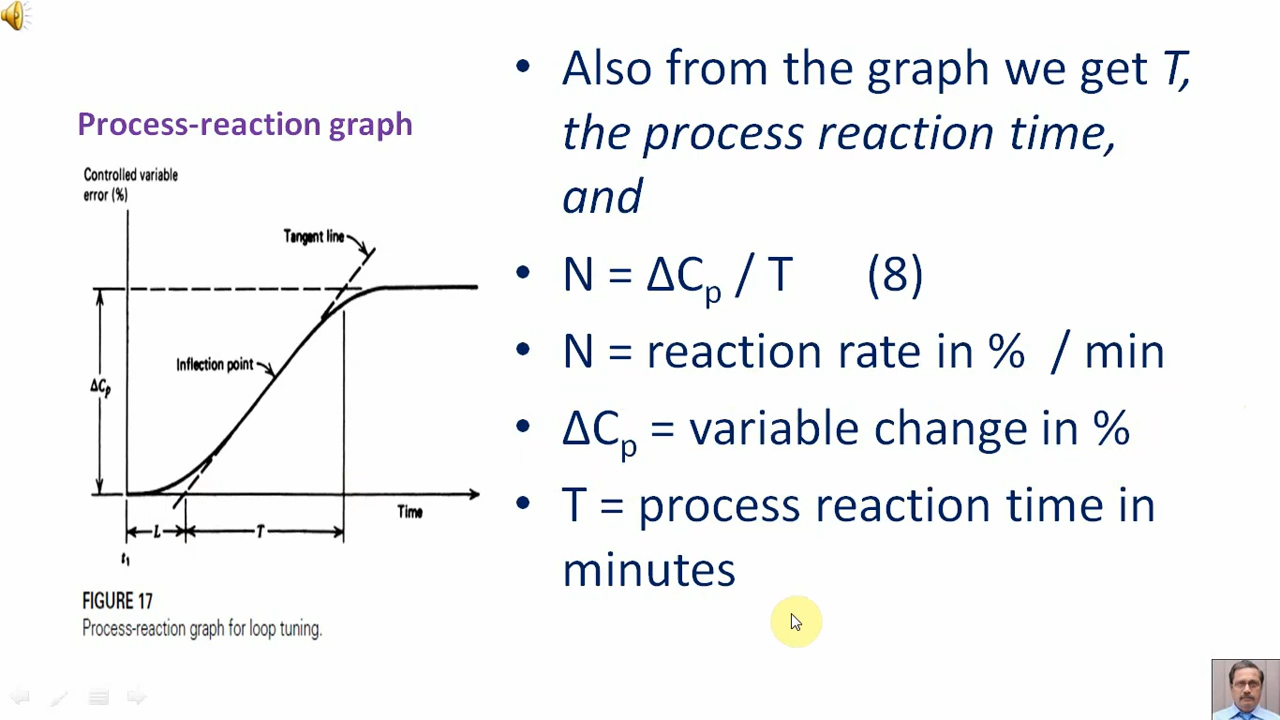 Process-reaction graph
Controlled variable
error (%)
Tangent line
Inflection point
ΔCp
Time
L
T
t1
FIGURE 17
Process-reaction graph for loop tuning.
• Also from the graph we get T,
the process reaction time,
and
• N = ΔCp / T (8)
• N = reaction rate in % / min
• ΔCp = variable change in %
• T = process reaction time in
minutes